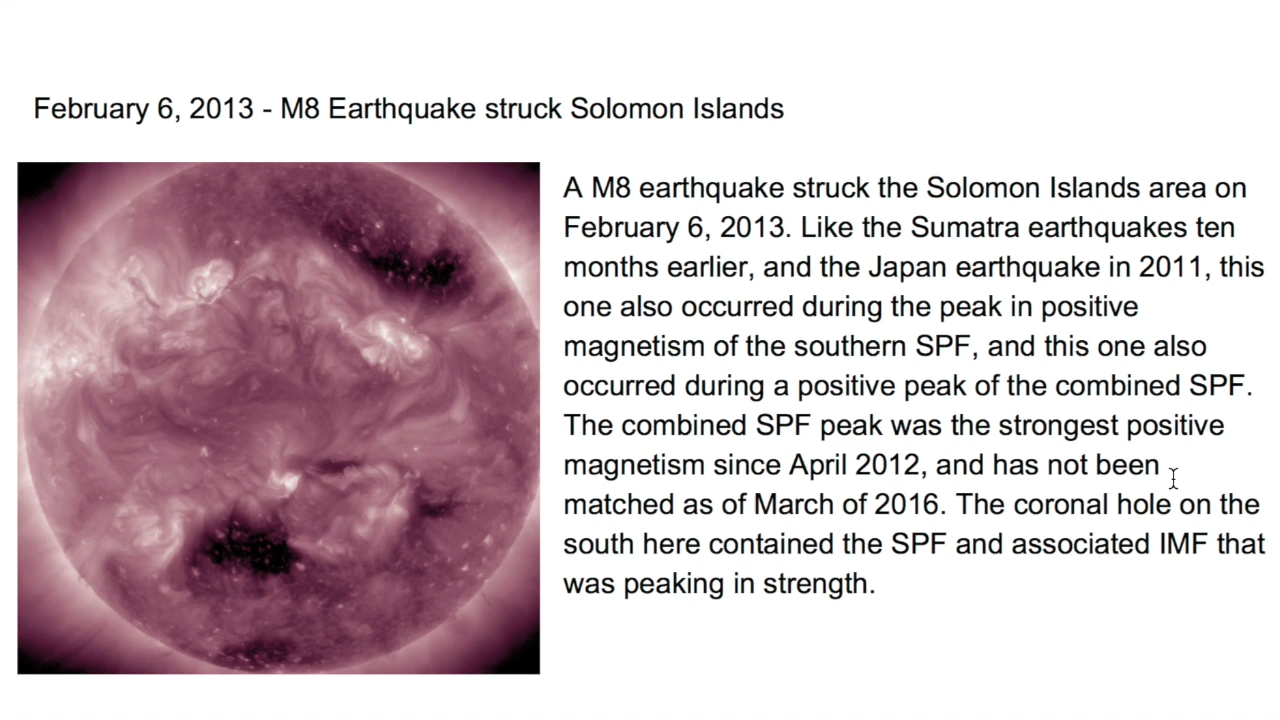 February 6, 2013 - M8 Earthquake struck Solomon Islands
A M8 earthquake struck the Solomon Islands area on
February 6, 2013. Like the Sumatra earthquakes ten
months earlier, and the Japan earthquake in 2011, this
one also occurred during the peak in positive
magnetism of the southern SPF, and this one also
occurred during a positive peak of the combined SPF.
The combined SPF peak was the strongest positive
magnetism since April 2012, and has not been
matched as of March of 2016. The coronal hole on the
south here contained the SPF and associated IMF that
was peaking in strength.